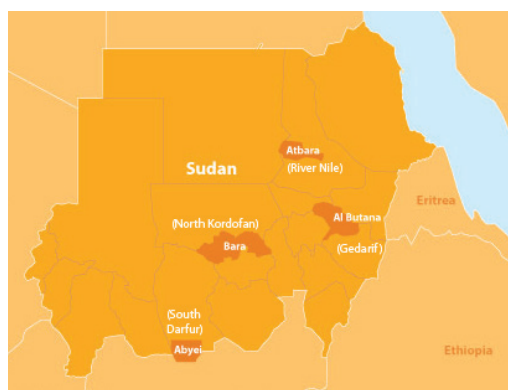 Atbara
(River Nile)
Sudan
Eritrea
(North Kordofan)
Al Butana
Bara
(Gedarif)
(South
Darfur)
Abyei
Ethiopia